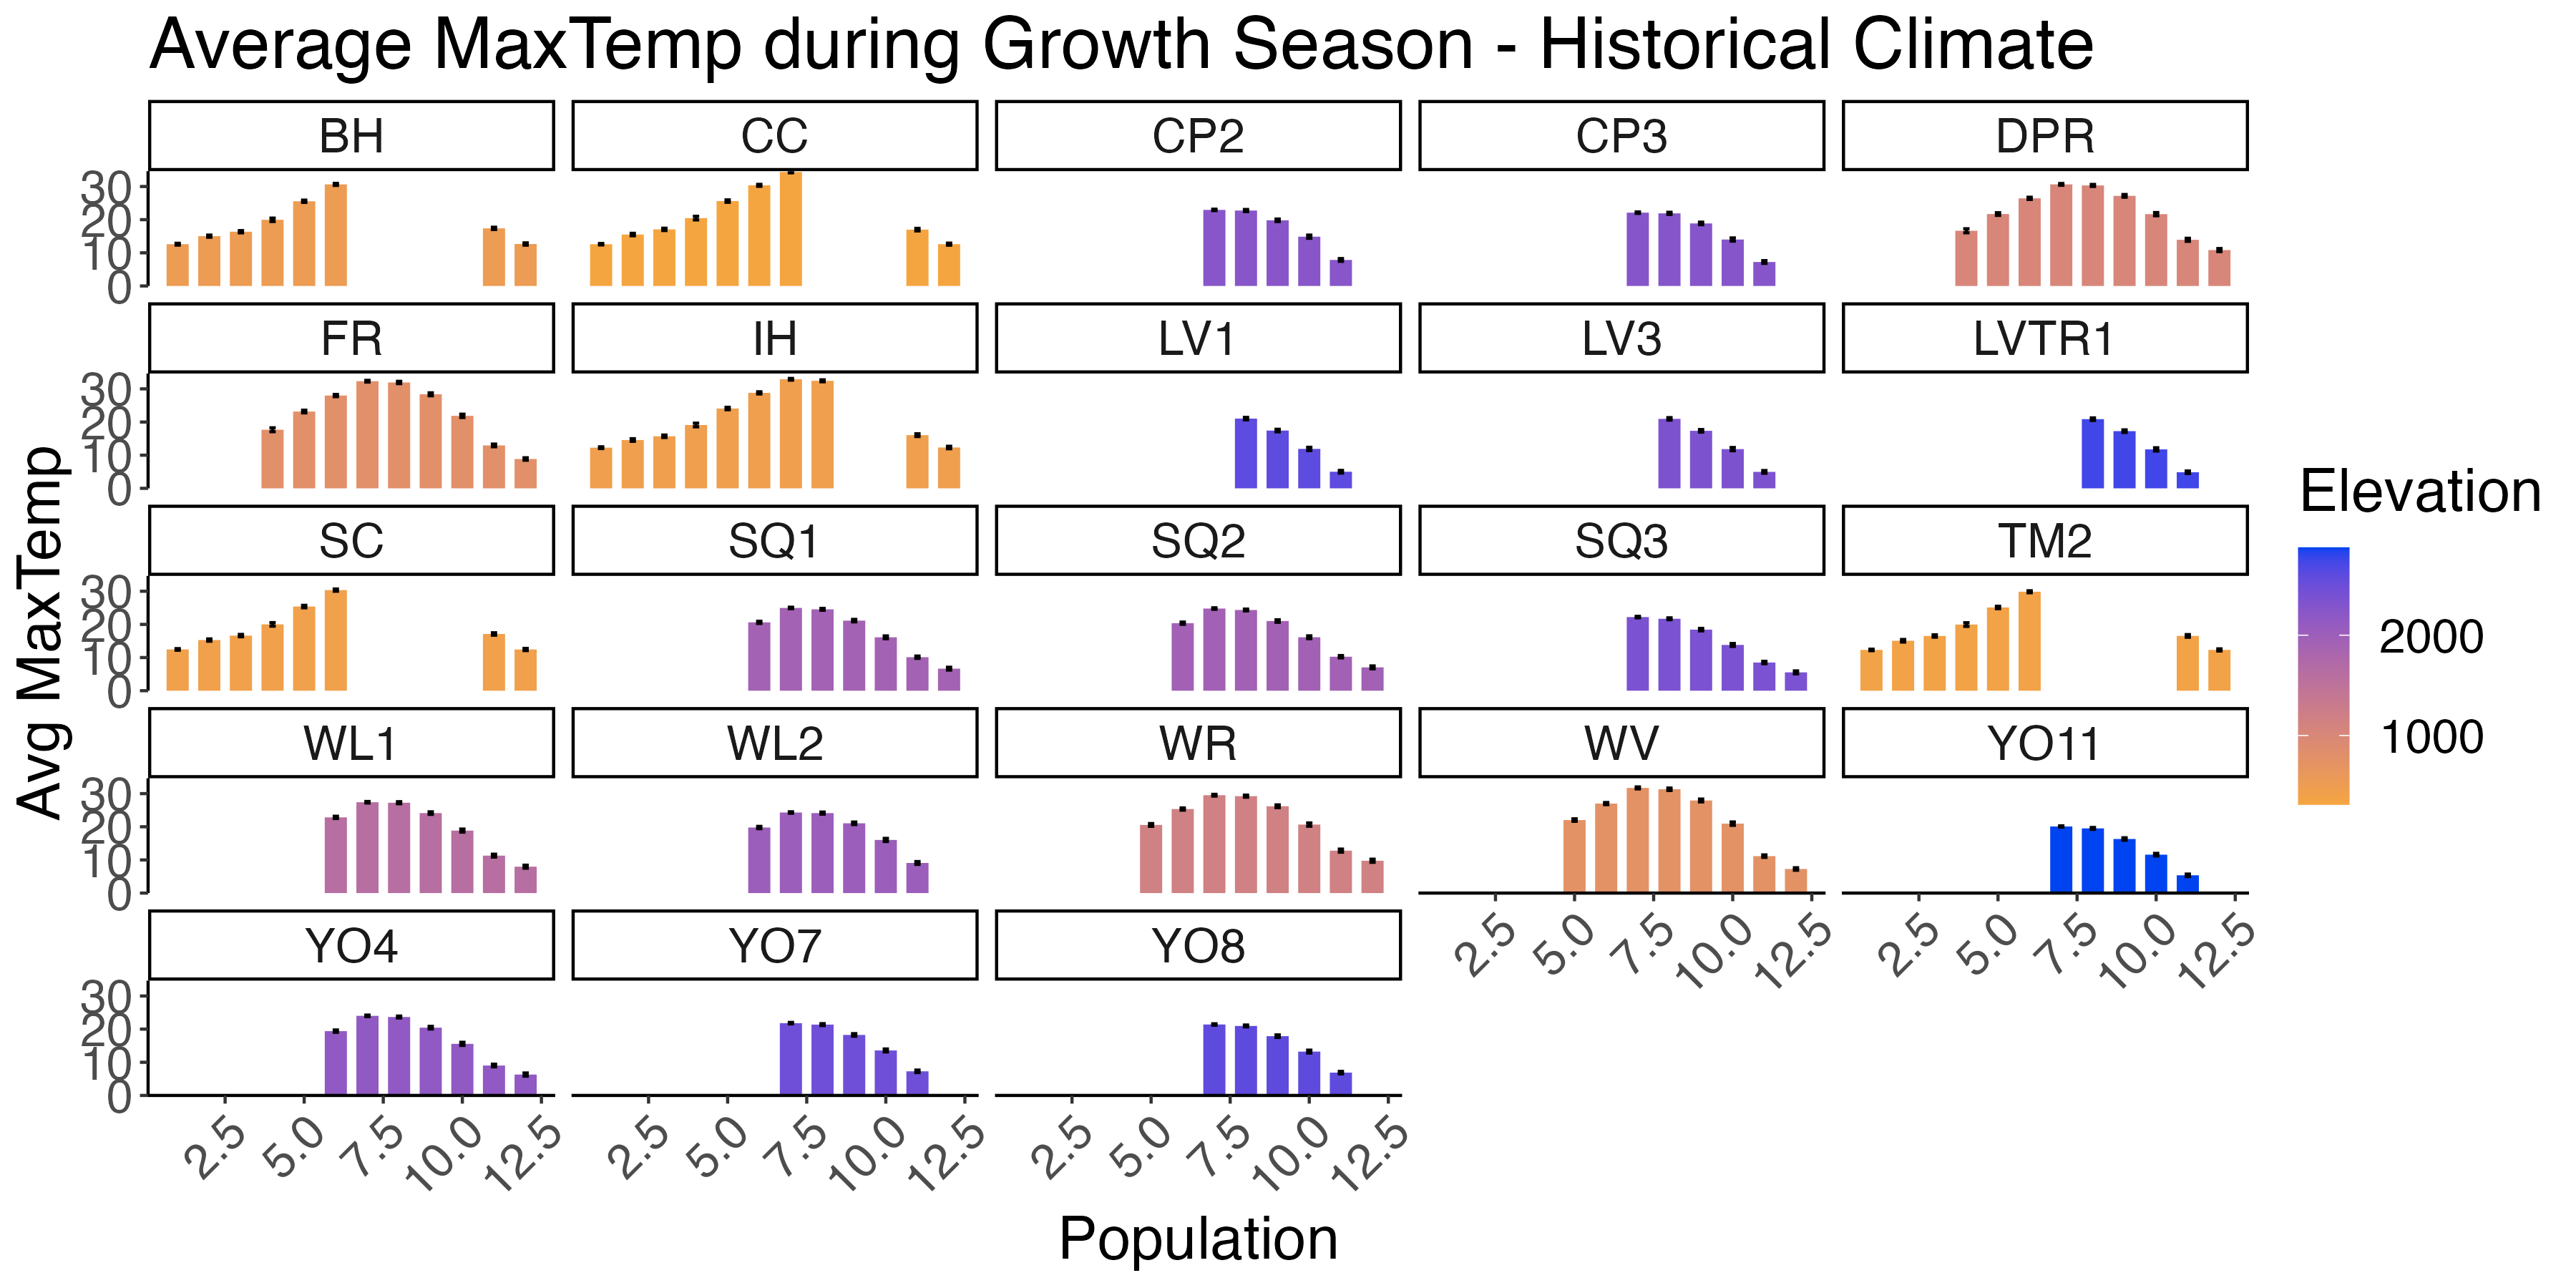 Average MaxTemp during Growth Season - Historical Climate
BH CC CP2 CP3 DPR
30
20
10
0
FR IH LV1 LV3 LVTR1
30
20
10
0
SC SQ1 SQ2 SQ3 TM2
30
20
10
0
WL1 WL2 WR WV YO11
30
20
10
0
2.5 5.0 7.5 10.0 12.5 2.5 5.0 7.5 10.0 12.5
YO4 YO7 YO8
30
20
10
0
2.5 5.0 7.5 10.0 12.5 2.5 5.0 7.5 10.0 12.5 2.5 5.0 7.5 10.0 12.5
Avg MaxTemp
Population
Elevation
2000
1000